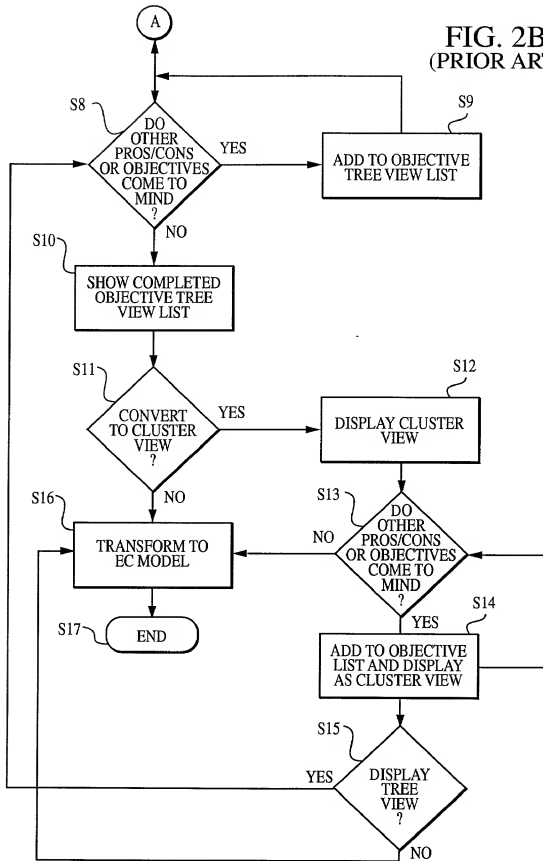 A
FIG. 2B
(PRIOR ART
S8
DO
OTHER
PROS/CONS
OR OBJECTIVES
COME TO
MIND
?
YES
S9
ADD TO OBJECTIVE
TREE VIEW LIST
NO
S10
SHOW COMPLETED
OBJECTIVE TREE
VIEW LIST
S11
CONVERT
TO CLUSTER
VIEW
?
YES
S12
DISPLAY CLUSTER
VIEW
NO
S13
DO
OTHER
PROS/CONS
OR OBJECTIVES
COME TO
MIND
?
NO
S16
TRANSFORM TO
EC MODEL
YES
S14
S17
END
ADD TO OBJECTIVE
LIST AND DISPLAY
AS CLUSTER VIEW
S15
DISPLAY
TREE
VIEW
?
YES
NO